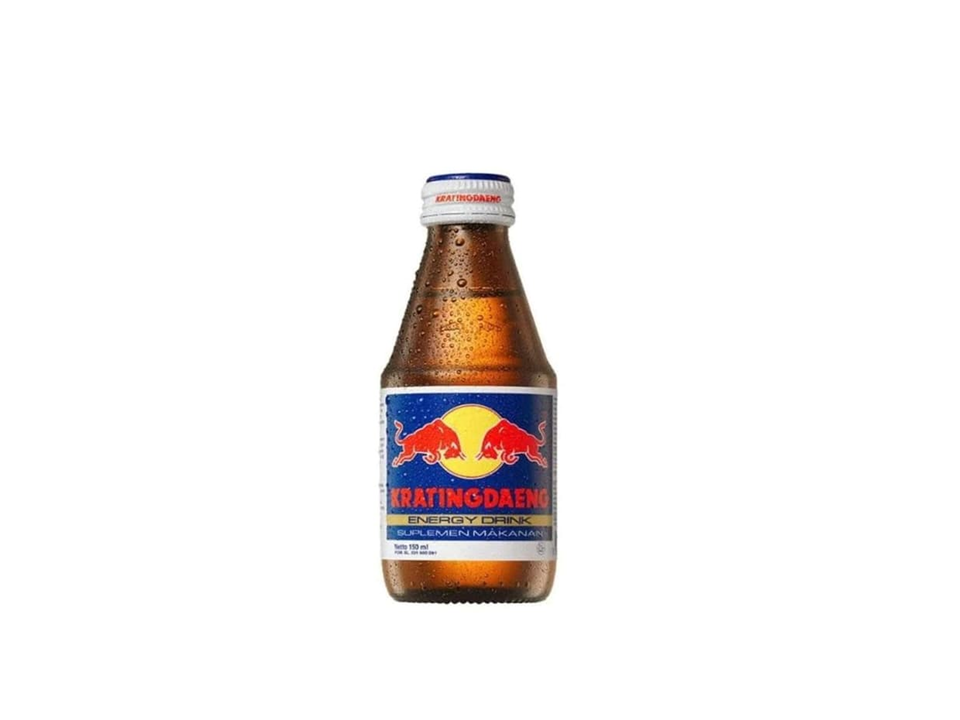 KRATINGDAENG
KRATINGDAENG
ENERGY DRINK
SUPLEMEN MAKANAN
Netto 150 ml